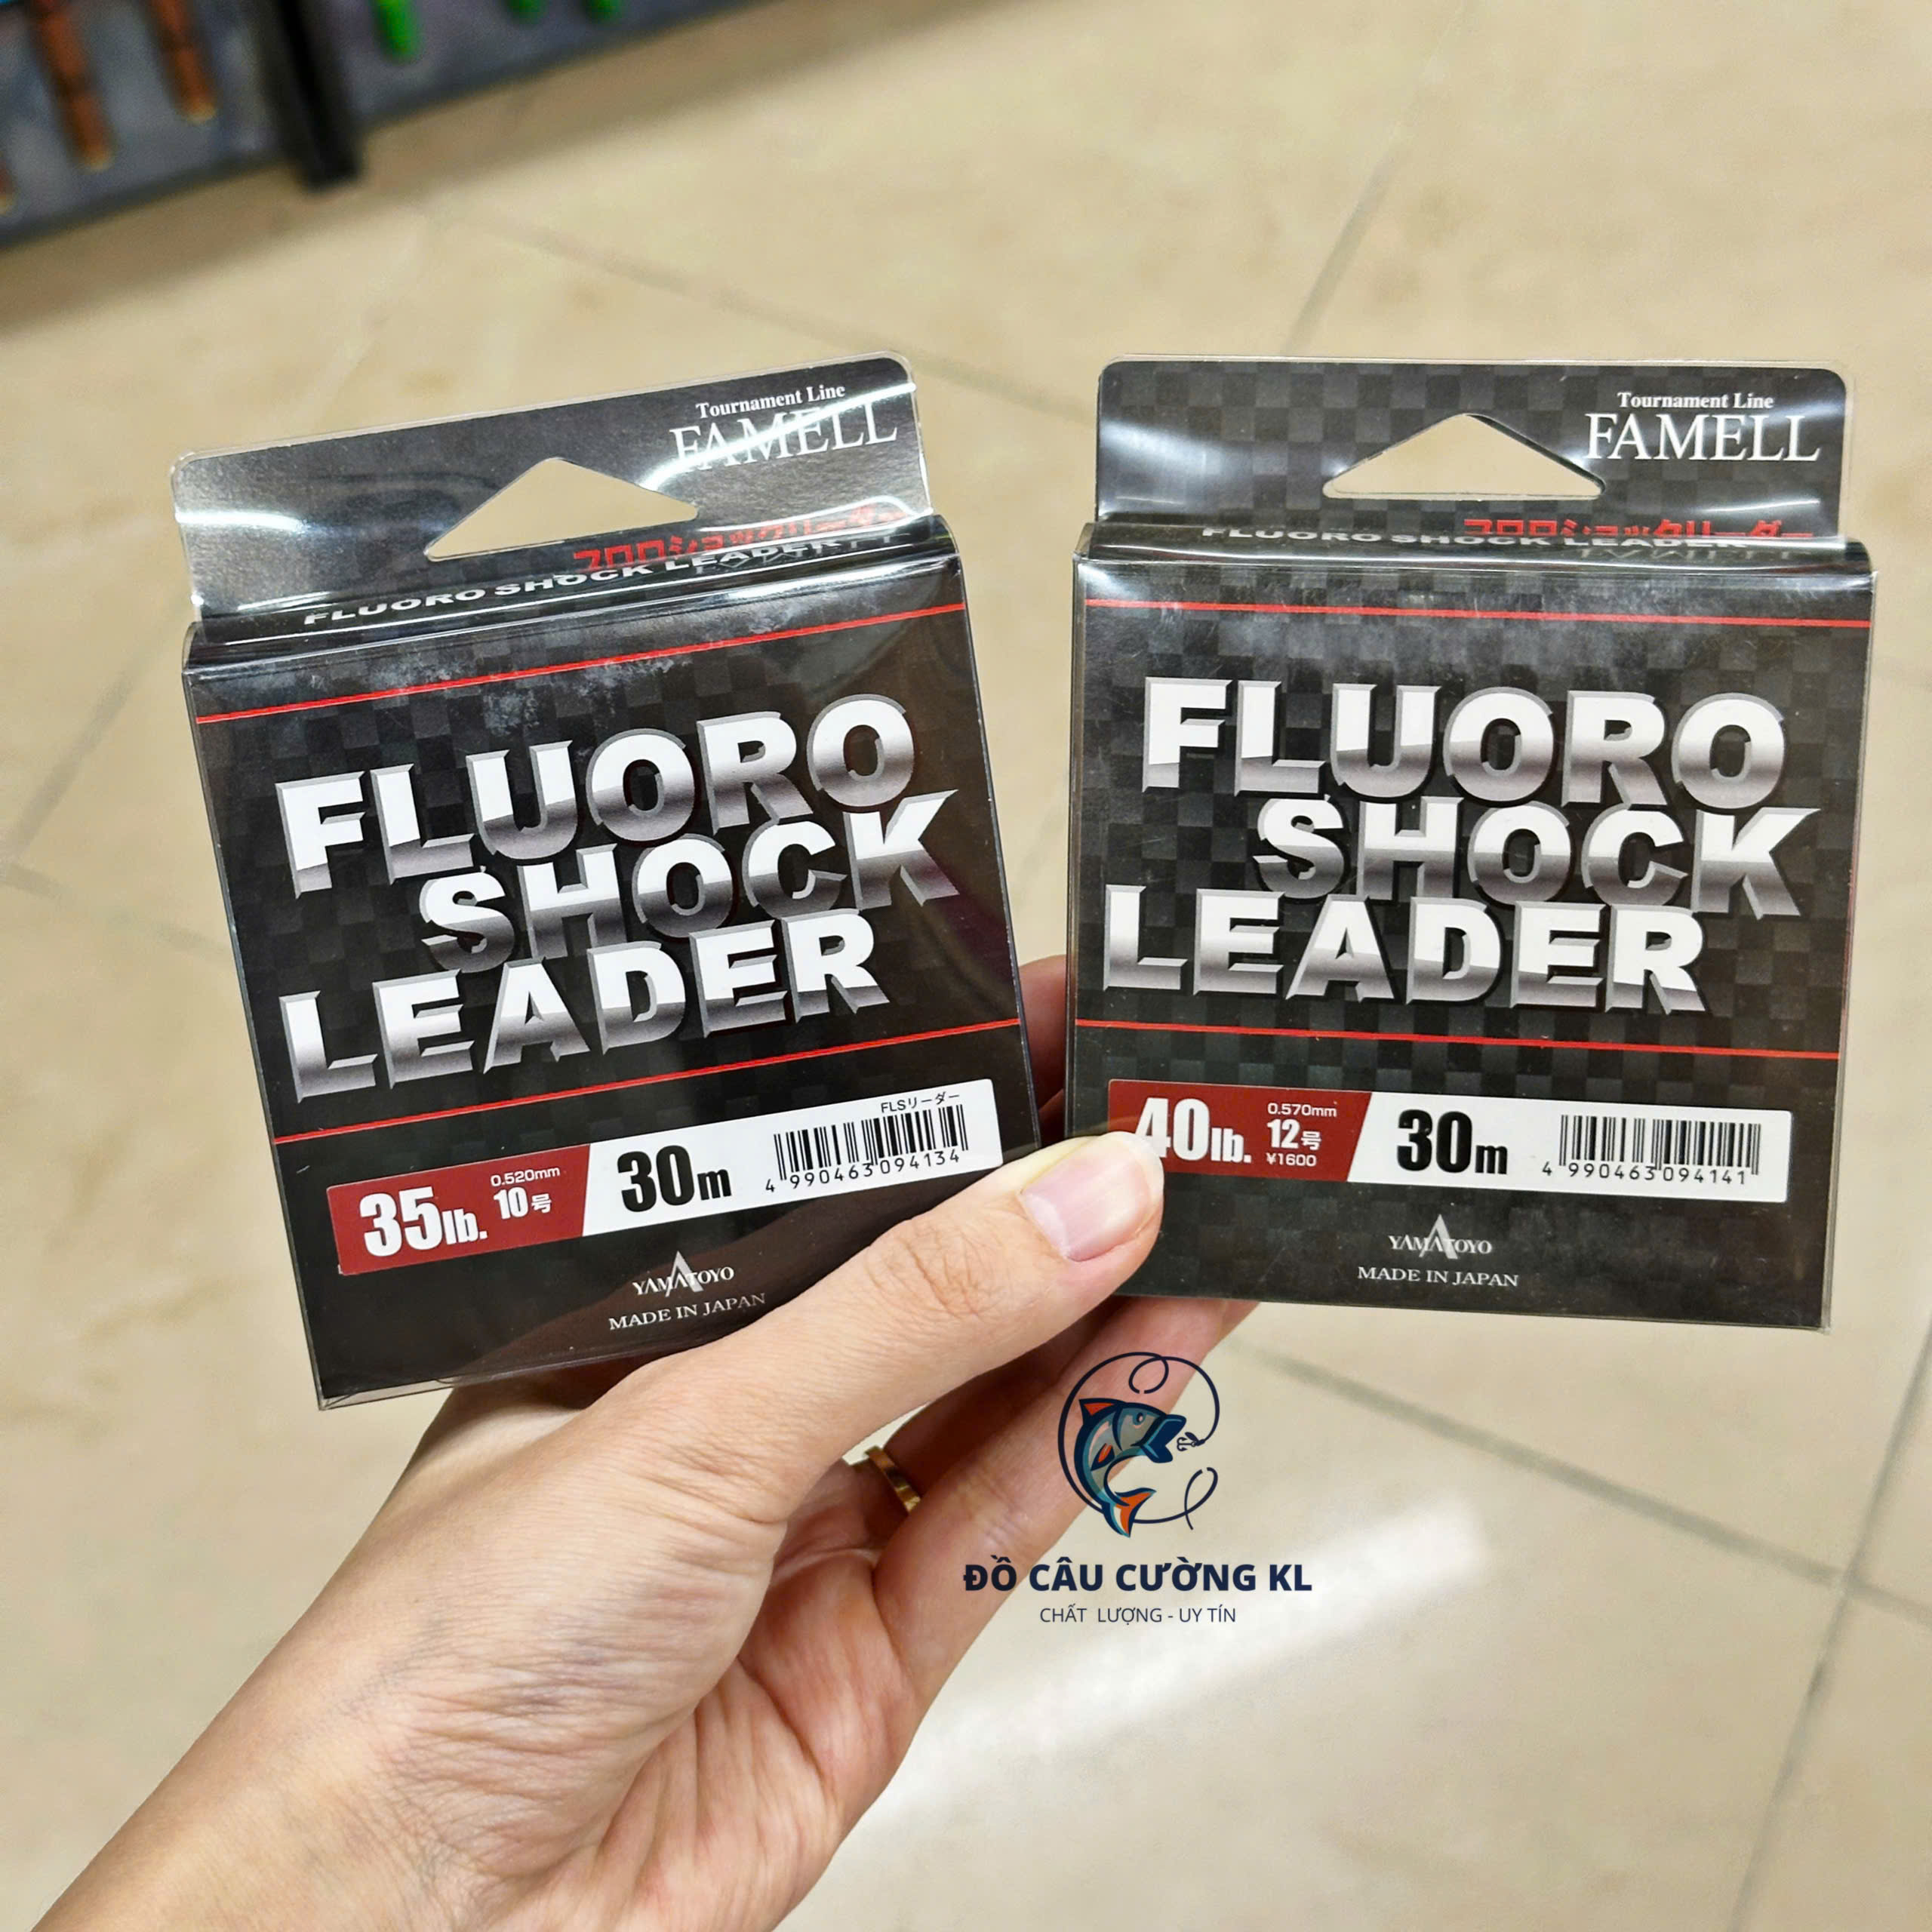 Tournament Line
FAMELL
フロロショックリーダー
FLUORO SHOCK LEADER
FLUORO
SHOCK
LEADER
FLSリーダー
35lb.
0.520mm
10号
30m
4 990463 094134
YAMATOYO
MADE IN JAPAN
Tournament Line
FAMELL
フロロショックリーダー
FLUORO SHOCK LEADER
FLUORO
SHOCK
LEADER
40lb.
0.570mm
12号
¥1600
30m
4 990463 094141
YAMATOYO
MADE IN JAPAN
ĐỒ CÂU CƯỜNG KL
CHẤT LƯỢNG - UY TÍN